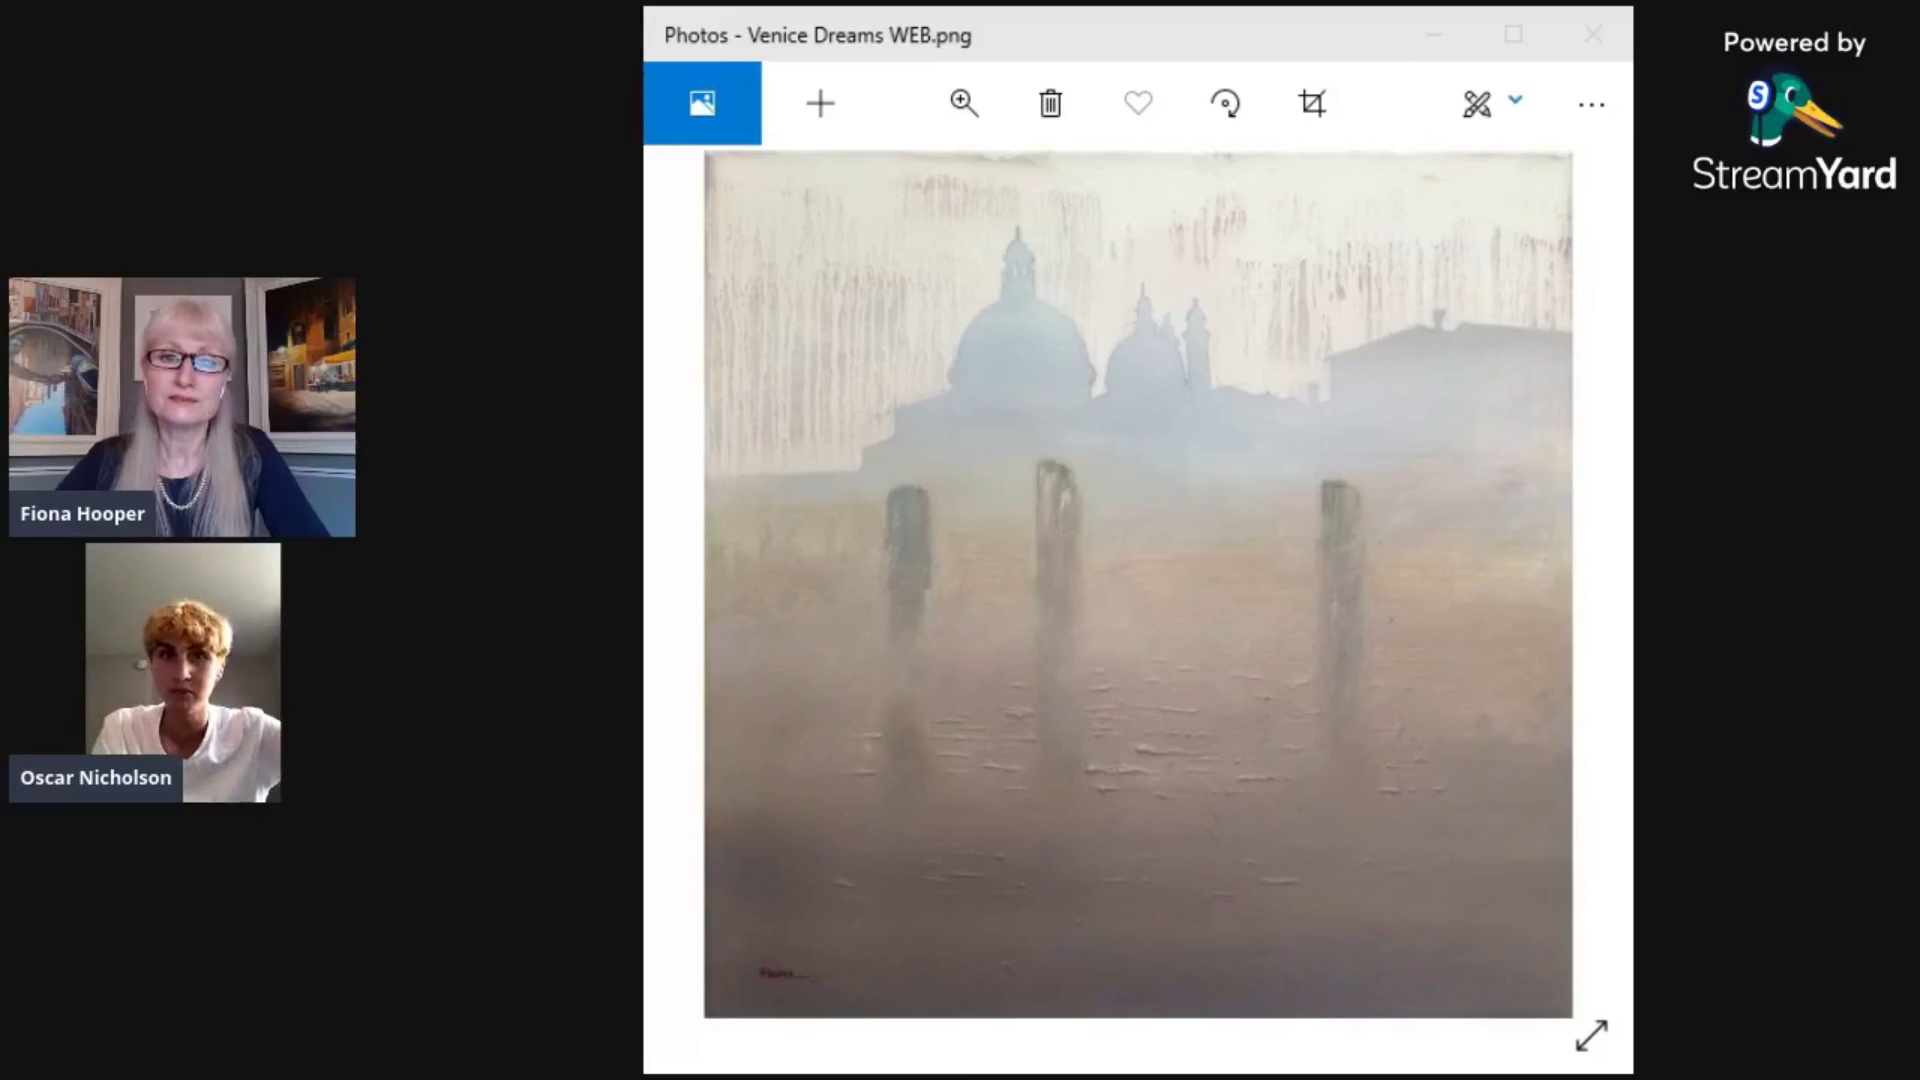 Photos - Venice Dreams WEB.png
Powered by
S
StreamYard
Fiona Hooper
Oscar Nicholson